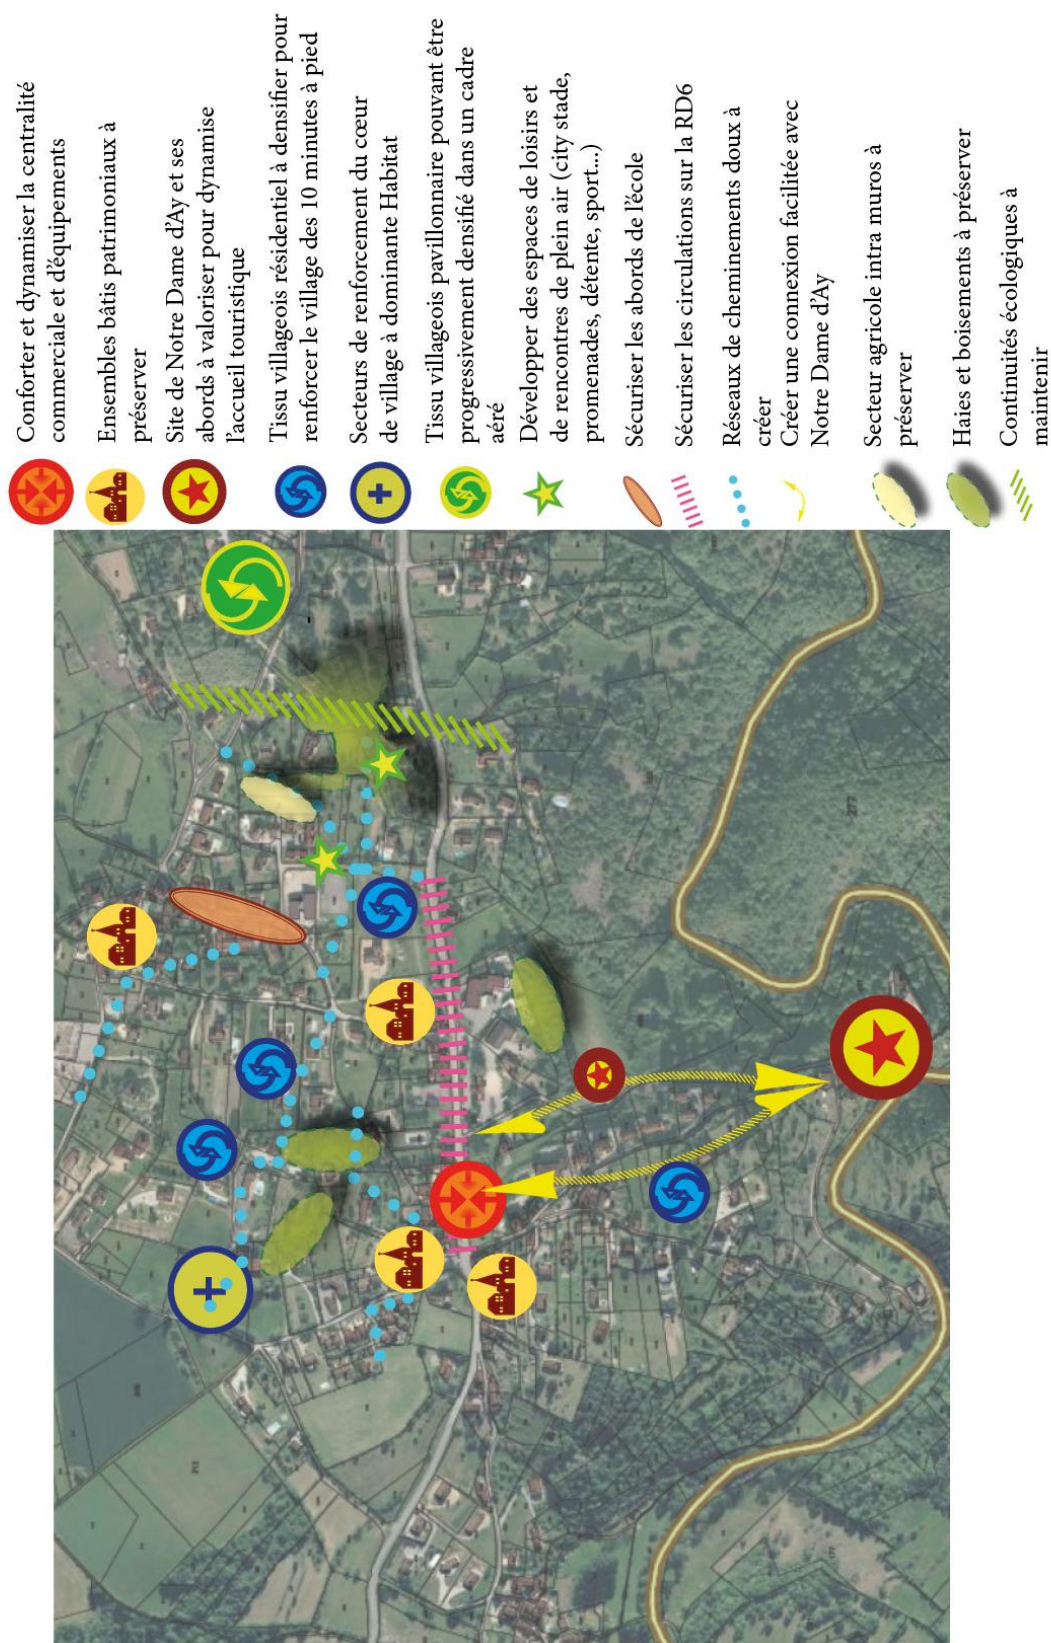 Conforter et dynamiser la centralité
commerciale et d'équipements
Ensembles bâtis patrimoniaux à
préserver
Site de Notre Dame d'Ay et ses
abords à valoriser pour dynamise
l'accueil touristique
Tissu villageois résidentiel à densifier pour
renforcer le village des 10 minutes à pied
Secteurs de renforcement du cœur
de village à dominante Habitat
Tissu villageois pavillonnaire pouvant être
progressivement densifié dans un cadre
aéré
Développer des espaces de loisirs et
de rencontres de plein air (city stade,
promenades, détente, sport...)
Sécuriser les abords de l'école
Sécuriser les circulations sur la RD6
Réseaux de cheminements doux à
créer
Créer une connexion facilitée avec
Notre Dame d'Ay
Secteur agricole intra muros à
préserver
Haies et boisements à préserver
Continuités écologiques à
maintenir